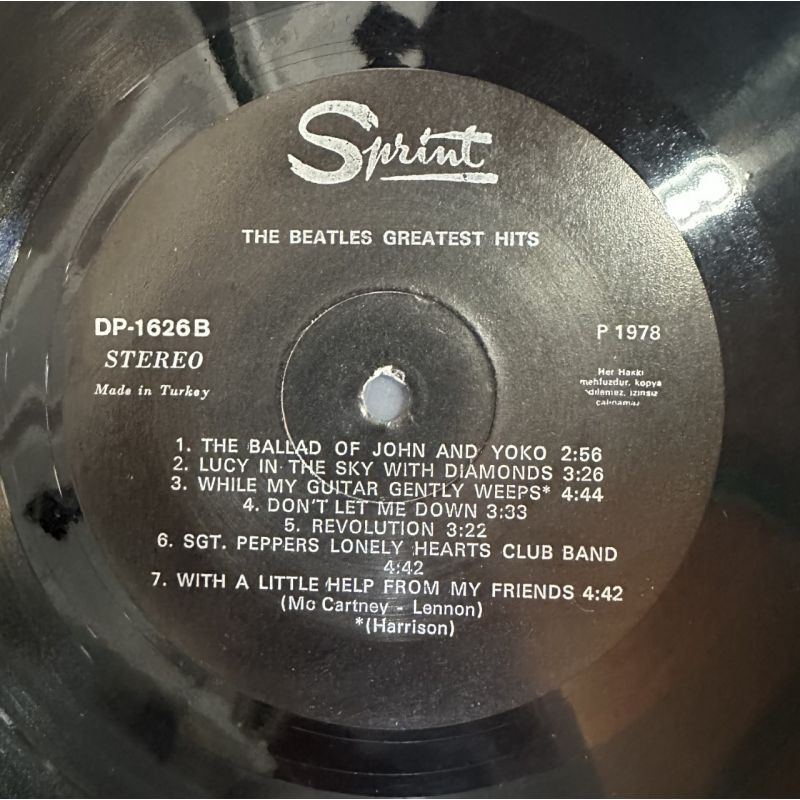 Sprint
THE BEATLES GREATEST HITS
DP-1626 B
STEREO
Made in Turkey
P 1978
Her Hakkı
mehfuzdur, kopya
edilemez, izinsiz
çalınamaz
1. THE BALLAD OF JOHN AND YOKO 2:56
2. LUCY IN THE SKY WITH DIAMONDS 3:26
3. WHILE MY GUITAR GENTLY WEEPS* 4:44
4. DON'T LET ME DOWN 3:33
5. REVOLUTION 3:22
6. SGT. PEPPERS LONELY HEARTS CLUB BAND
4:42
7. WITH A LITTLE HELP FROM MY FRIENDS 4:42
(Mc Cartney - Lennon)
*(Harrison)